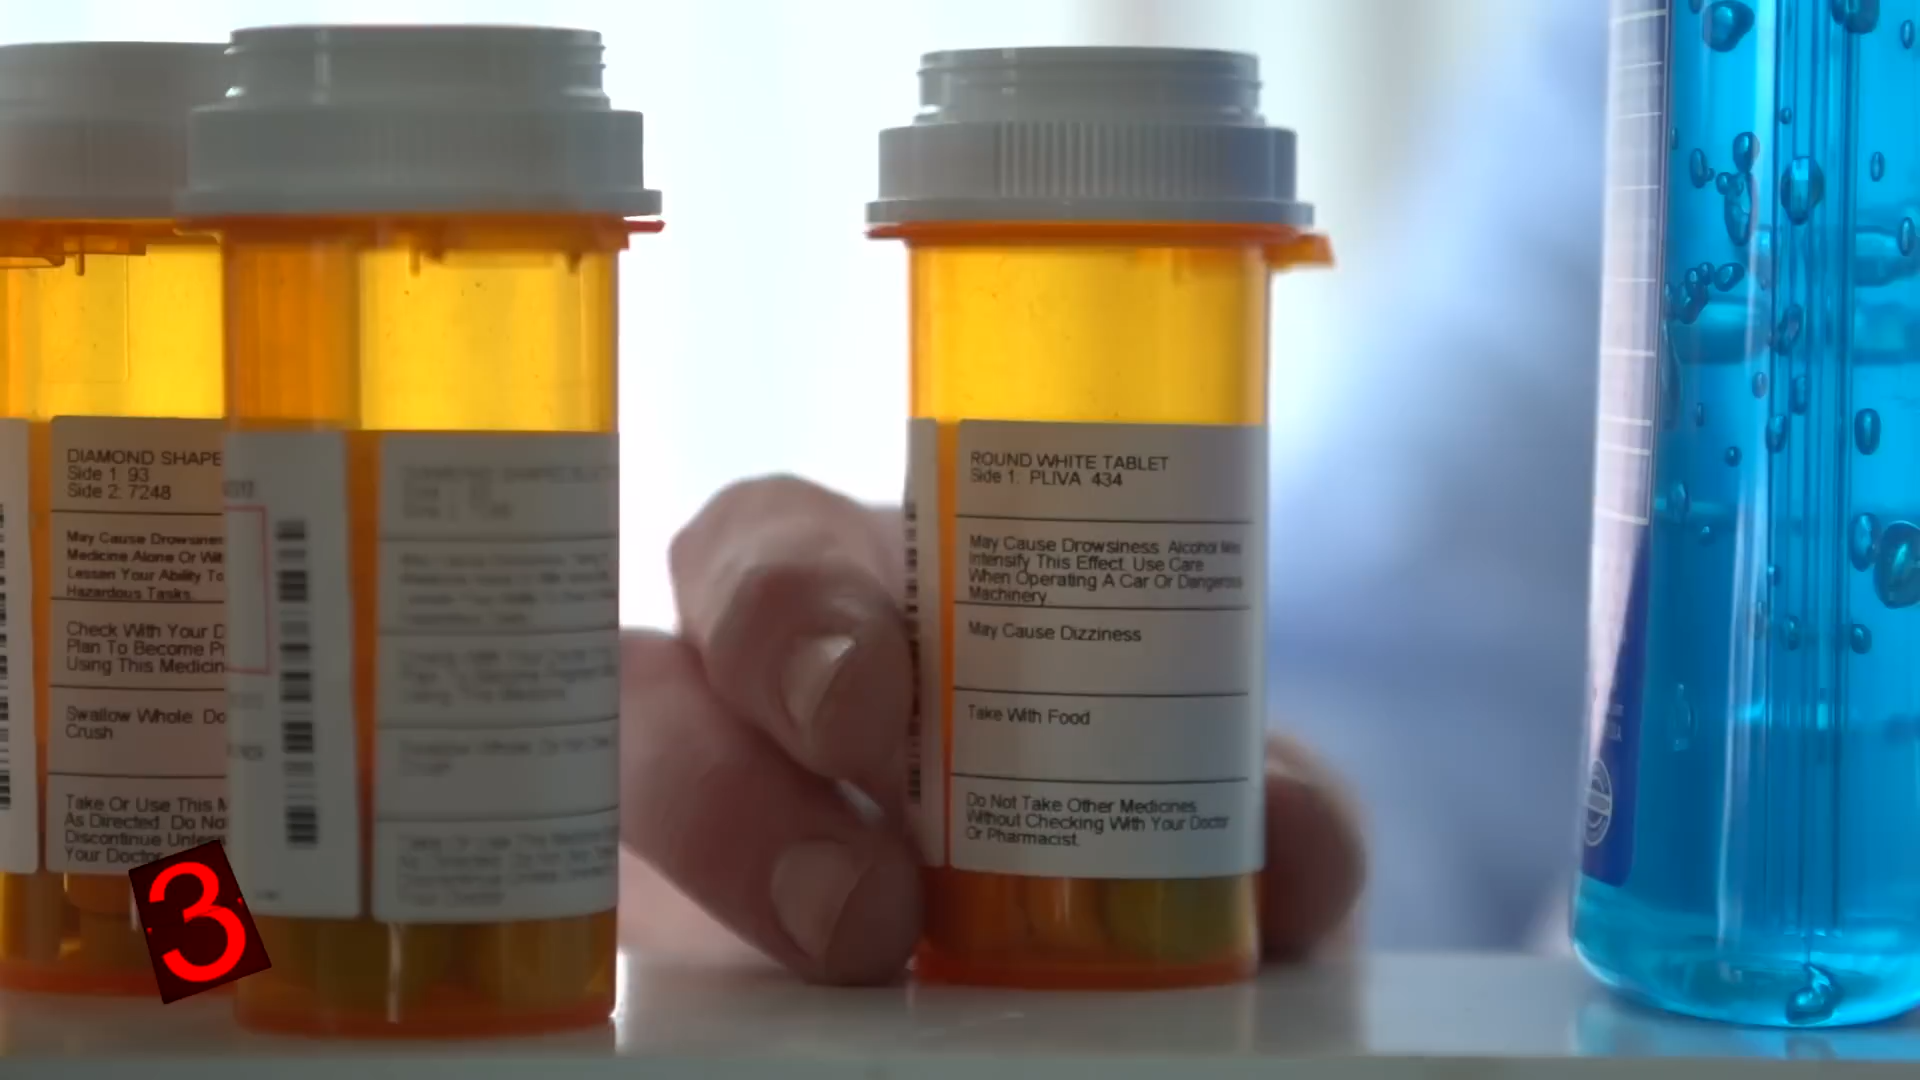 DIAMOND SHAPE
Side 1: 93
Side 2: 7248
May Cause Drowsines
Medicine Alone Or Wit
Lessen Your Ability To
Hazardous Tasks.
Check With Your D
Plan To Become Pr
Using This Medicin
Swallow Whole. Do
Crush
Take Or Use This M
As Directed. Do Not
Discontinue Unless
Your Doctor
3
ROUND WHITE TABLET
Side 1: PLIVA 434
May Cause Drowsiness. Alcohol May
Intensify This Effect. Use Care
When Operating A Car Or Dangerous
Machinery.
May Cause Dizziness
Take With Food
Do Not Take Other Medicines
Without Checking With Your Doctor
Or Pharmacist.